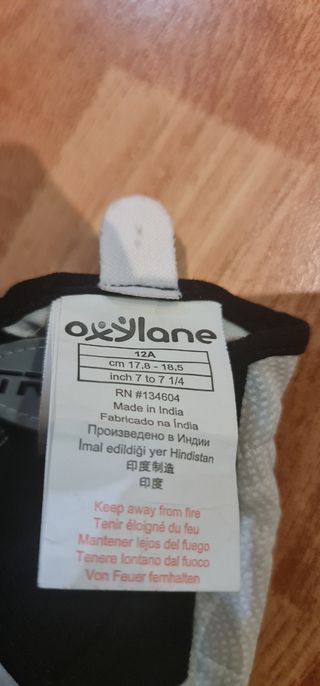 oxylane
12A
cm 17,8 - 18,5
inch 7 to 7 1/4
RN #134604
Made in India
Fabricado na Índia
Произведено в Индии
İmal edildiği yer Hindistan
印度制造
印度
Keep away from fire
Tenir éloigné du feu
Mantener lejos del fuego
Tenere lontano dal fuoco
Von Feuer fernhalten